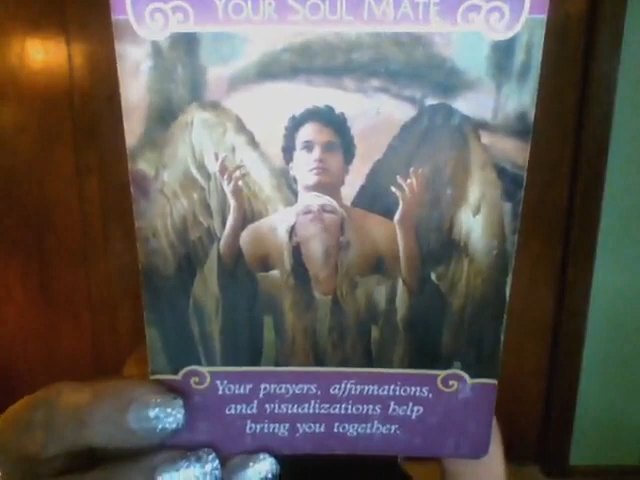 YOUR SOUL MATE
Your prayers, affirmations,
and visualizations help
bring you together.